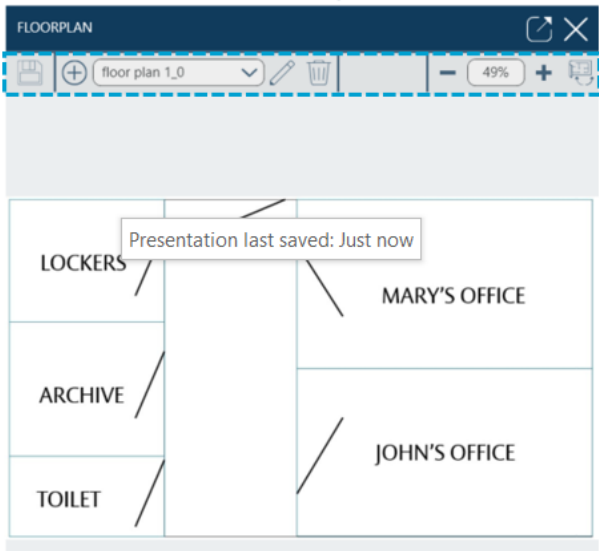 FLOORPLAN
floor plan 1_0
49%
Presentation last saved: Just now
LOCKERS
MARY'S OFFICE
ARCHIVE
JOHN'S OFFICE
TOILET